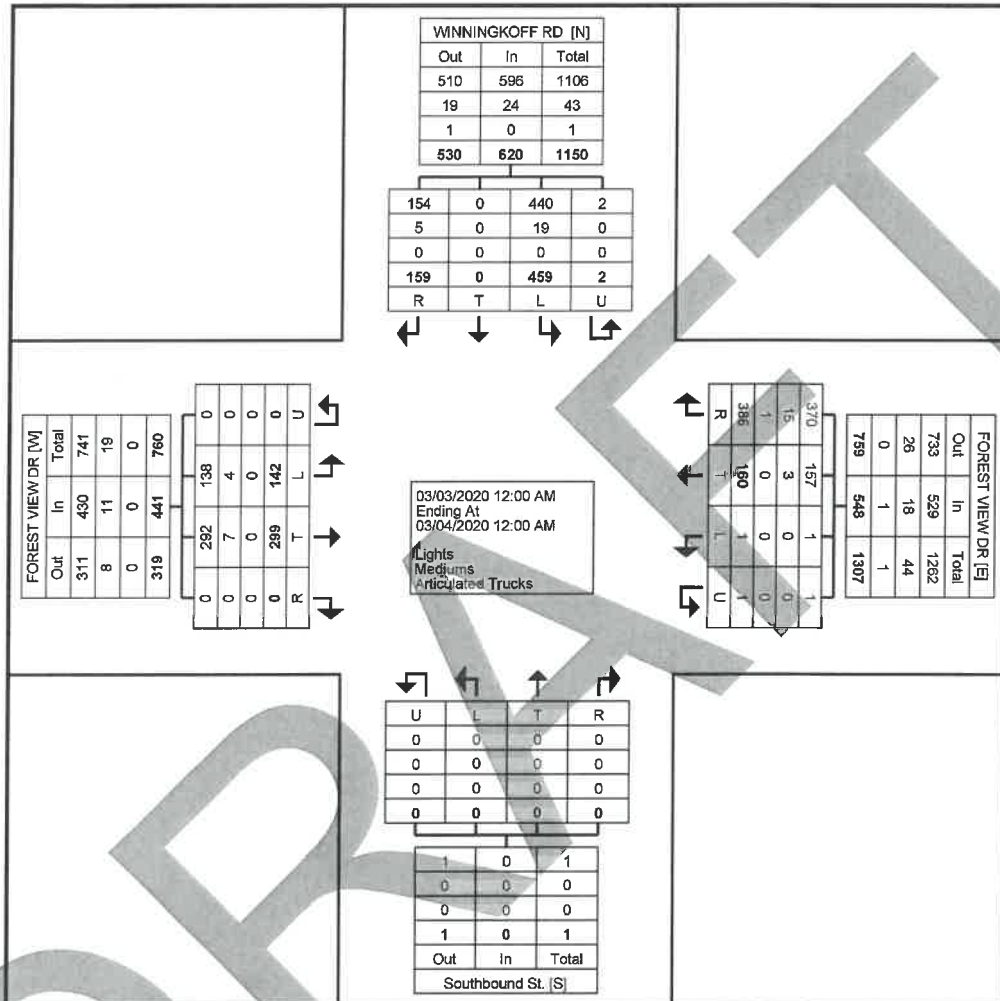 WINNINGKOFF RD [N]
Out In Total
510 596 1106
19 24 43
1 0 1
530 620 1150
154 0 440 2
5 0 19 0
0 0 0 0
159 0 459 2
R T L U
FOREST VIEW DR [W]
Total In Out
741 430 311
19 11 8
0 0 0
760 441 319
0 138 292 0
0 4 7 0
0 0 0 0
0 142 299 0
U L T R
03/03/2020 12:00 AM
Ending At
03/04/2020 12:00 AM
Lights
Mediums
Articulated Trucks
R T L U
386 160 1 1
1 0 0 0
15 3 0 0
370 157 1 1
FOREST VIEW DR [E]
Out In Total
733 529 1262
26 18 44
0 1 1
759 548 1307
U L T R
0 0 0 0
0 0 0 0
0 0 0 0
0 0 0 0
1 0 1
0 0 0
0 0 0
1 0 1
Out In Total
Southbound St. [S]
DRAFT